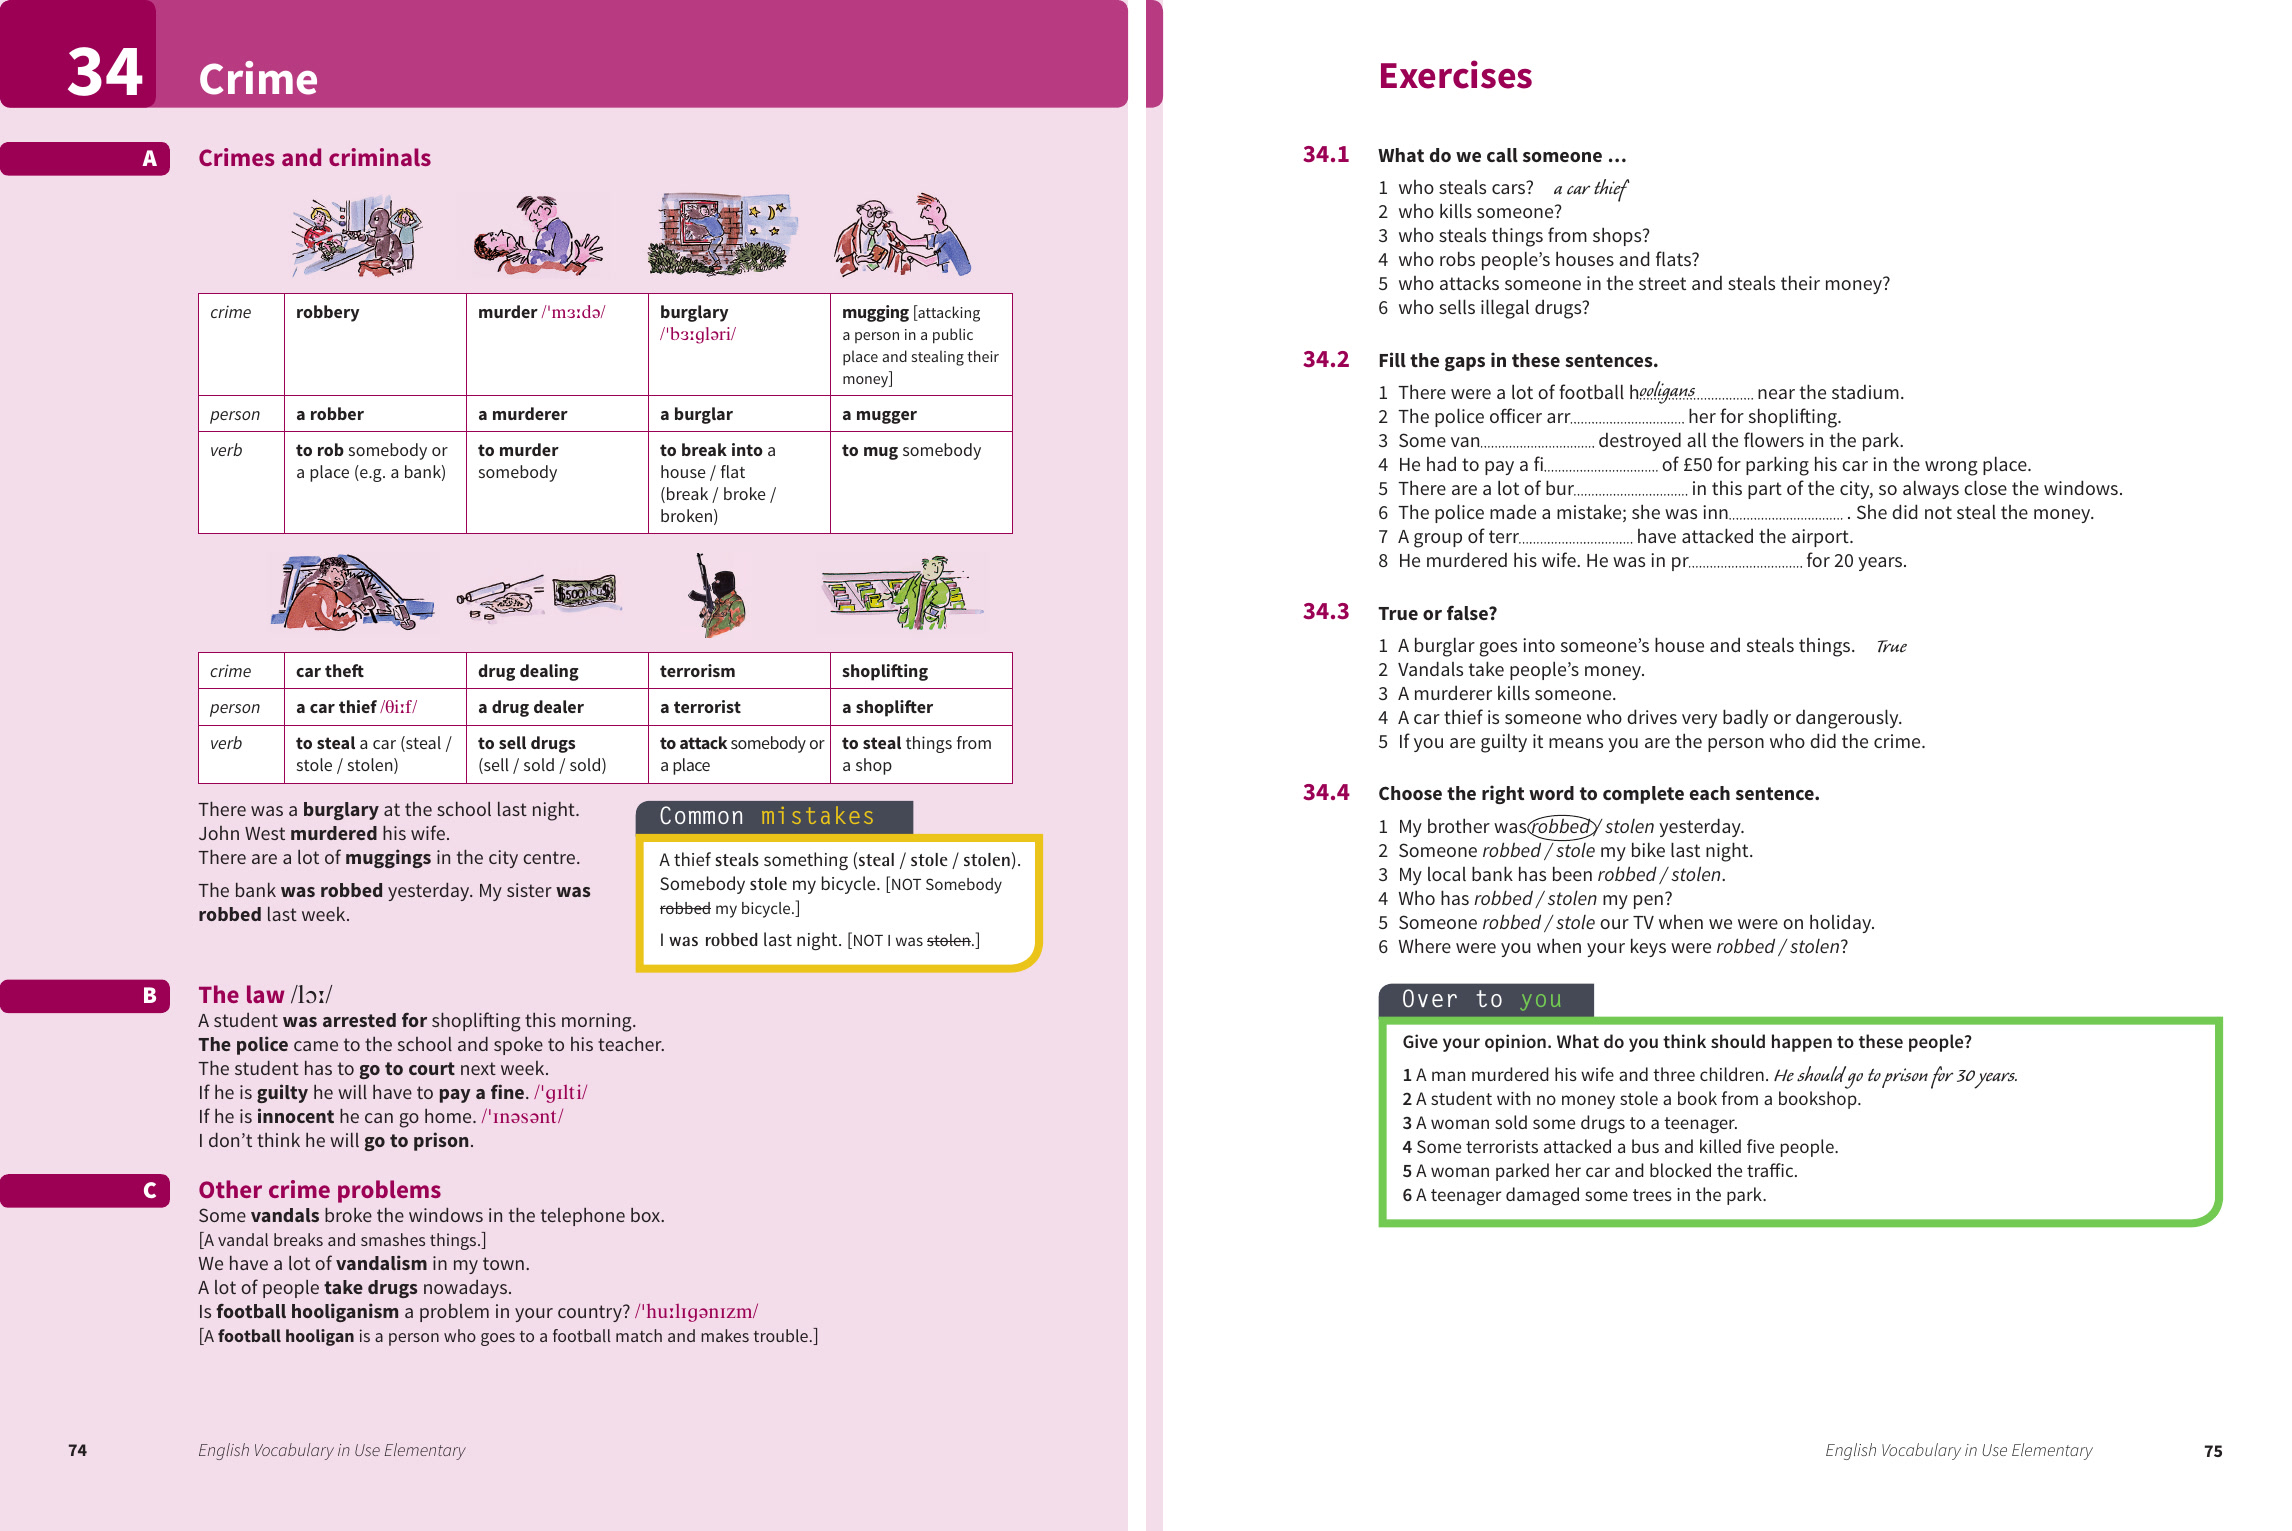 34
Crime
A
Crimes and criminals
crime robbery murder /ˈmɜːdə/ burglary mugging [attacking
/ˈbɜːɡləri/ a person in a public
place and stealing their
money]
person a robber a murderer a burglar a mugger
verb to rob somebody or to murder to break into a to mug somebody
a place (e.g. a bank) somebody house / flat
(break / broke /
broken)
$500
crime car theft drug dealing terrorism shoplifting
person a car thief /θiːf/ a drug dealer a terrorist a shoplifter
verb to steal a car (steal / to sell drugs to attack somebody or to steal things from
stole / stolen) (sell / sold / sold) a place a shop
There was a burglary at the school last night.
John West murdered his wife.
There are a lot of muggings in the city centre.
The bank was robbed yesterday. My sister was
robbed last week.
Common mistakes
A thief steals something (steal / stole / stolen).
Somebody stole my bicycle. [NOT Somebody
robbed my bicycle.]
I was robbed last night. [NOT I was stolen.]
B
The law /lɔː/
A student was arrested for shoplifting this morning.
The police came to the school and spoke to his teacher.
The student has to go to court next week.
If he is guilty he will have to pay a fine. /ˈɡɪlti/
If he is innocent he can go home. /ˈɪnəsənt/
I don’t think he will go to prison.
C
Other crime problems
Some vandals broke the windows in the telephone box.
[A vandal breaks and smashes things.]
We have a lot of vandalism in my town.
A lot of people take drugs nowadays.
Is football hooliganism a problem in your country? /ˈhuːlɪɡənɪzm/
[A football hooligan is a person who goes to a football match and makes trouble.]
74 English Vocabulary in Use Elementary
Exercises
34.1 What do we call someone …
1 who steals cars? a car thief
2 who kills someone?
3 who steals things from shops?
4 who robs people’s houses and flats?
5 who attacks someone in the street and steals their money?
6 who sells illegal drugs?
34.2 Fill the gaps in these sentences.
1 There were a lot of football hooligans near the stadium.
2 The police officer arr................................ her for shoplifting.
3 Some van................................ destroyed all the flowers in the park.
4 He had to pay a fi................................ of £50 for parking his car in the wrong place.
5 There are a lot of bur................................ in this part of the city, so always close the windows.
6 The police made a mistake; she was inn................................ . She did not steal the money.
7 A group of terr................................ have attacked the airport.
8 He murdered his wife. He was in pr................................ for 20 years.
34.3 True or false?
1 A burglar goes into someone’s house and steals things. True
2 Vandals take people’s money.
3 A murderer kills someone.
4 A car thief is someone who drives very badly or dangerously.
5 If you are guilty it means you are the person who did the crime.
34.4 Choose the right word to complete each sentence.
1 My brother was robbed / stolen yesterday.
2 Someone robbed / stole my bike last night.
3 My local bank has been robbed / stolen.
4 Who has robbed / stolen my pen?
5 Someone robbed / stole our TV when we were on holiday.
6 Where were you when your keys were robbed / stolen?
Over to you
Give your opinion. What do you think should happen to these people?
1 A man murdered his wife and three children. He should go to prison for 30 years.
2 A student with no money stole a book from a bookshop.
3 A woman sold some drugs to a teenager.
4 Some terrorists attacked a bus and killed five people.
5 A woman parked her car and blocked the traffic.
6 A teenager damaged some trees in the park.
English Vocabulary in Use Elementary 75